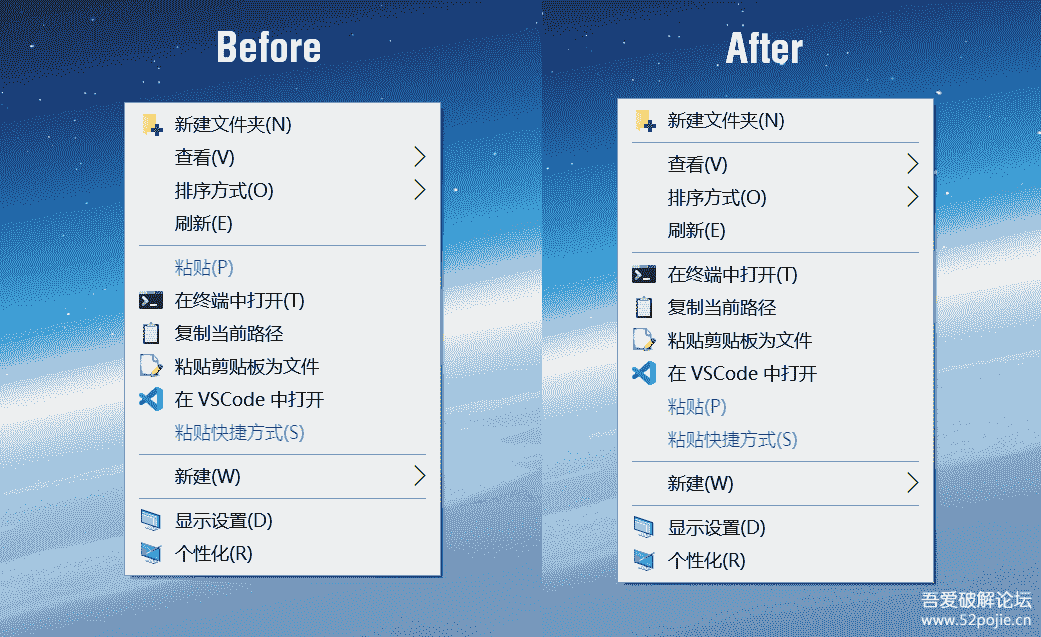 Before
新建文件夹(N)
查看(V)
排序方式(O)
刷新(E)
粘贴(P)
在终端中打开(T)
复制当前路径
粘贴剪贴板为文件
在 VSCode 中打开
粘贴快捷方式(S)
新建(W)
显示设置(D)
个性化(R)
After
新建文件夹(N)
查看(V)
排序方式(O)
刷新(E)
在终端中打开(T)
复制当前路径
粘贴剪贴板为文件
在 VSCode 中打开
粘贴(P)
粘贴快捷方式(S)
新建(W)
显示设置(D)
个性化(R)
吾爱破解论坛
www.52pojie.cn